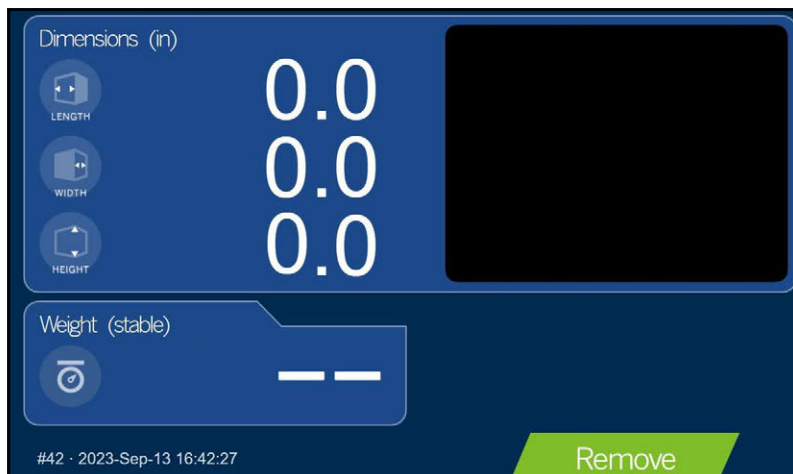 Dimensions (in)
LENGTH
0.0
WIDTH
0.0
HEIGHT
0.0
Weight (stable)
--
#42 · 2023-Sep-13 16:42:27
Remove